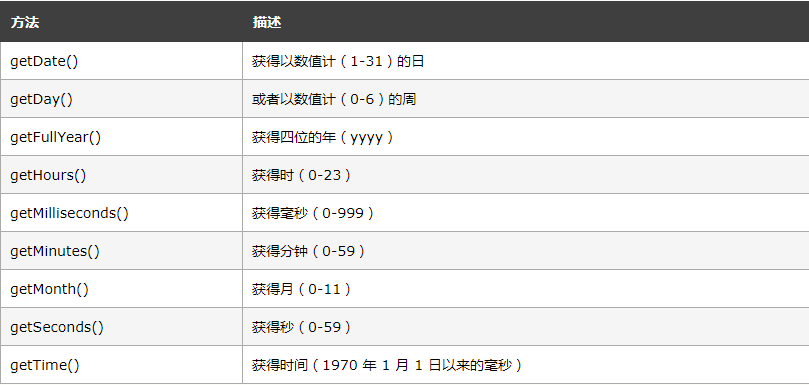 方法 描述
getDate() 获得以数值计（1-31）的日
getDay() 或者以数值计（0-6）的周
getFullYear() 获得四位的年（yyyy）
getHours() 获得时（0-23）
getMilliseconds() 获得毫秒（0-999）
getMinutes() 获得分钟（0-59）
getMonth() 获得月（0-11）
getSeconds() 获得秒（0-59）
getTime() 获得时间（1970 年 1 月 1 日以来的毫秒）